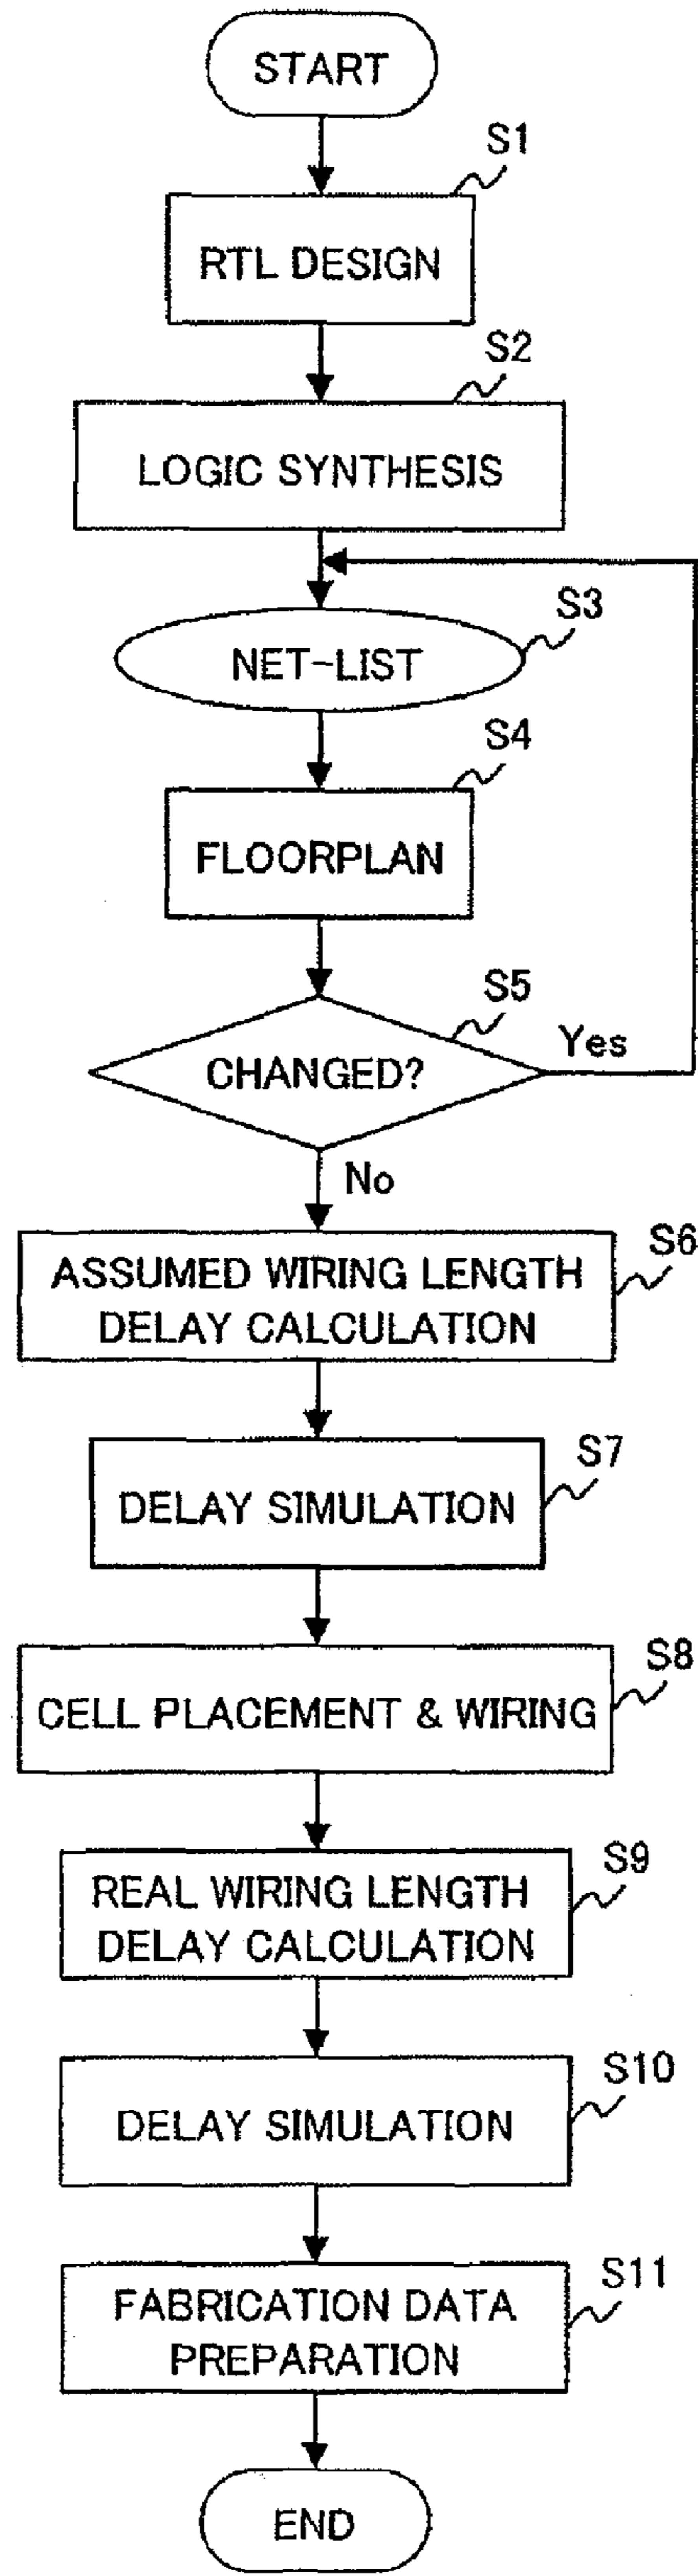 START
S1
RTL DESIGN
S2
LOGIC SYNTHESIS
S3
NET-LIST
S4
FLOORPLAN
S5
CHANGED?
Yes
No
S6
ASSUMED WIRING LENGTH
DELAY CALCULATION
S7
DELAY SIMULATION
S8
CELL PLACEMENT & WIRING
S9
REAL WIRING LENGTH
DELAY CALCULATION
S10
DELAY SIMULATION
S11
FABRICATION DATA
PREPARATION
END